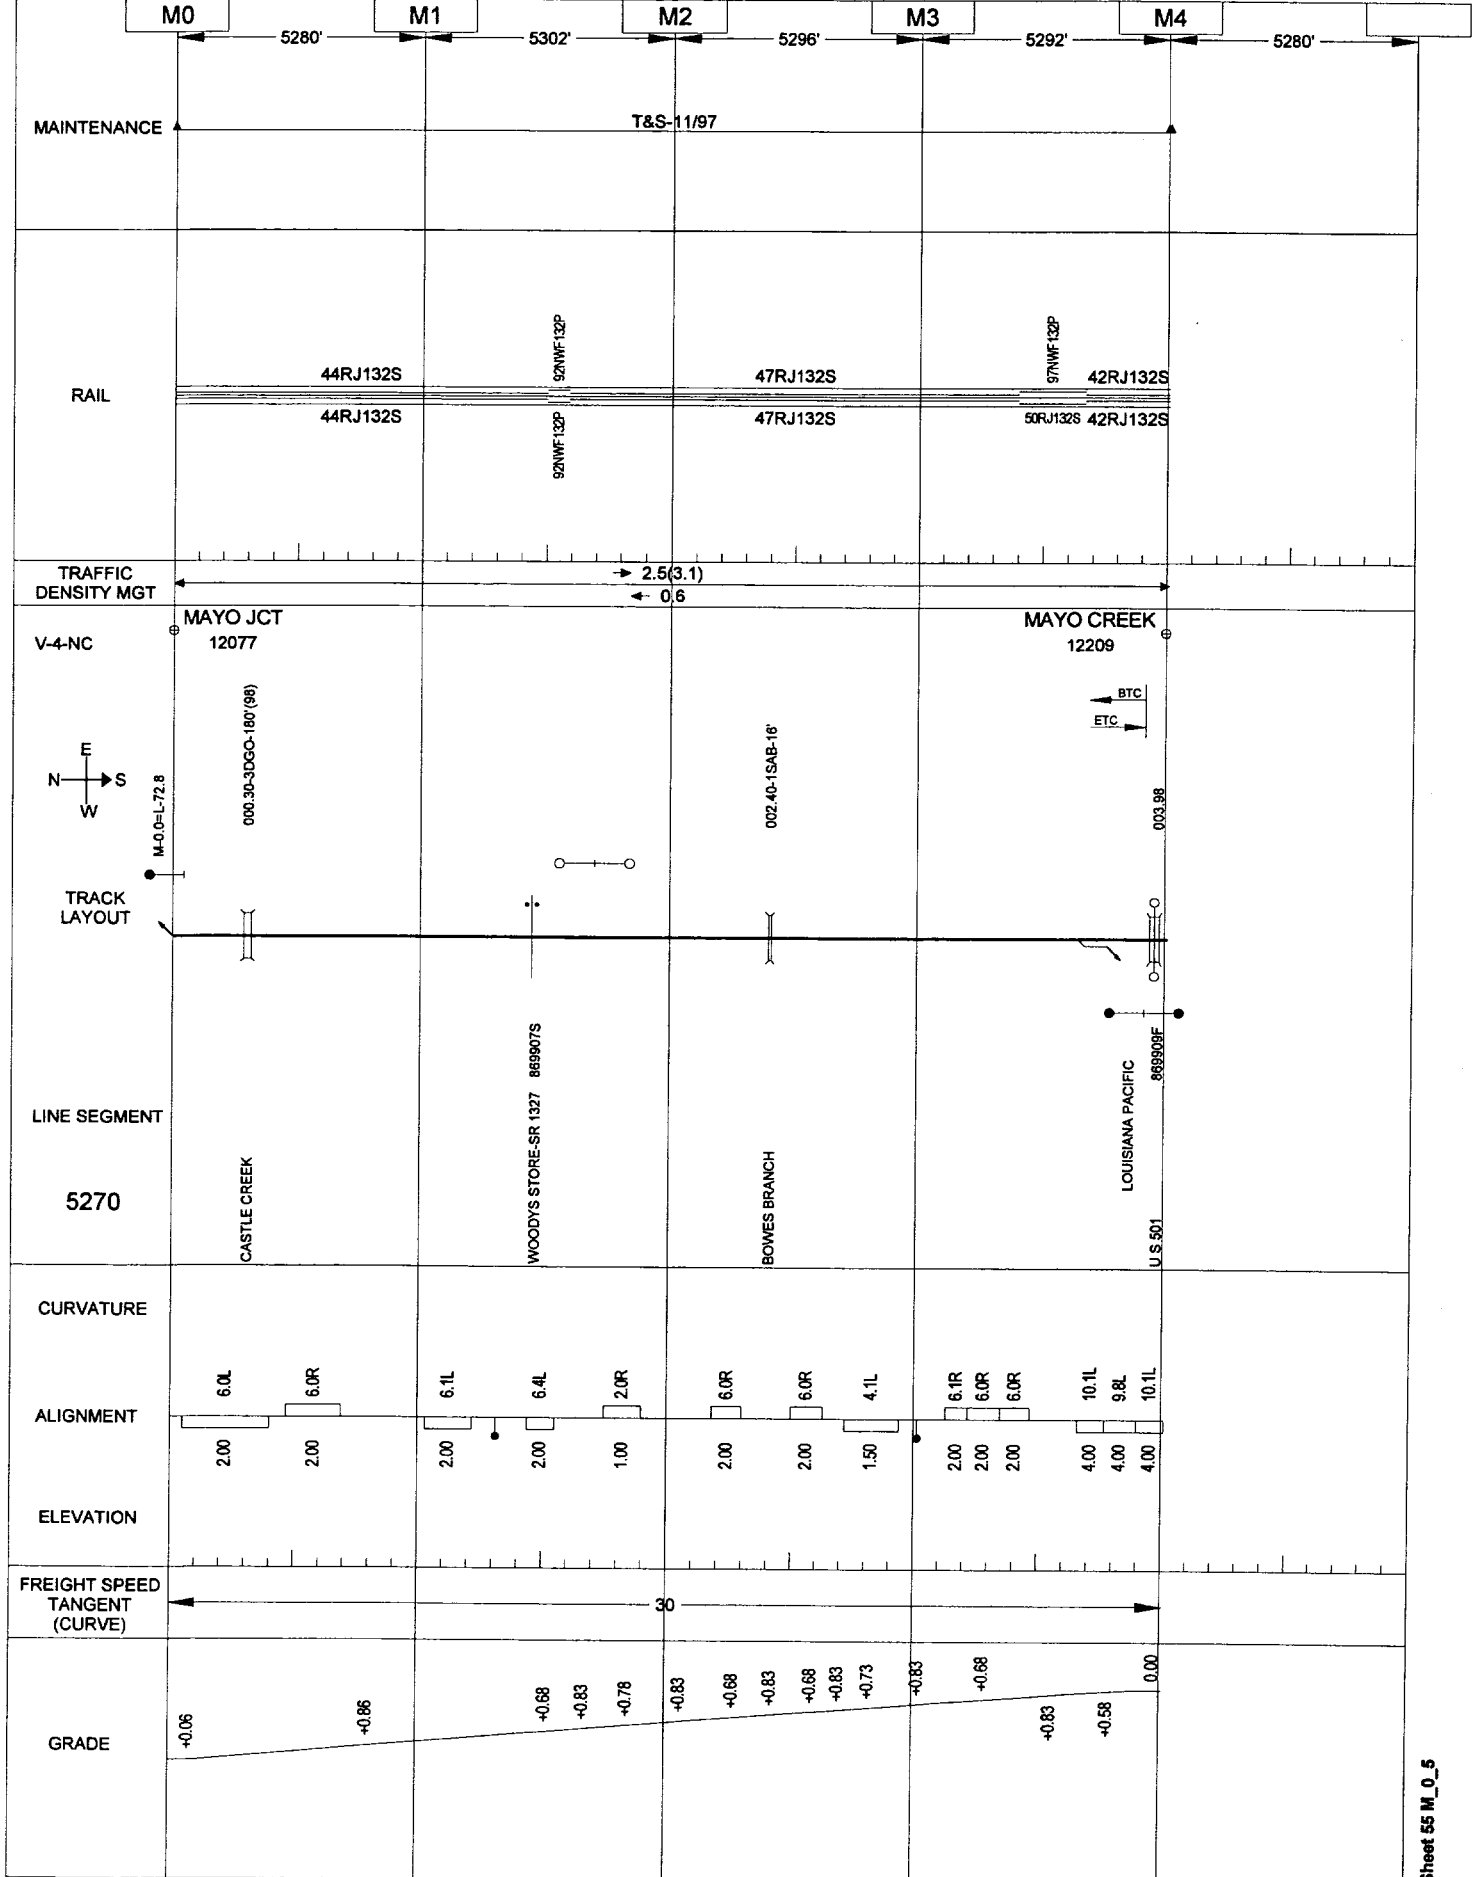 M0 M1 M2 M3 M4
5280' 5302' 5296' 5292' 5280'
MAINTENANCE
T&S-11/97
RAIL
44RJ132S 92NWF132P 47RJ132S 97NWF132P 42RJ132S
44RJ132S 92NWF132P 47RJ132S 50RJ132S 42RJ132S
TRAFFIC
DENSITY MGT
2.5(3.1)
0.6
V-4-NC
MAYO JCT
12077
MAYO CREEK
12209
BTC
ETC
E
N S
W
M-0.0=L-72.8
000.30-3DGO-180'(98)
002.40-1SAB-16'
003.98
TRACK
LAYOUT
LINE SEGMENT
5270
CASTLE CREEK
WOODYS STORE-SR 1327 869907S
BOWES BRANCH
LOUISIANA PACIFIC
U S 501
869909F
CURVATURE
6.0L 6.0R 6.1L 6.4L 2.0R 6.0R 6.0R 4.1L 6.1R 6.0R 6.0R 10.1L 9.8L 10.1L
ALIGNMENT
2.00 2.00 2.00 2.00 1.00 2.00 2.00 1.50 2.00 2.00 2.00 4.00 4.00 4.00
ELEVATION
FREIGHT SPEED
TANGENT
(CURVE)
30
GRADE
+0.06 +0.86 +0.68 +0.83 +0.78 +0.83 +0.68 +0.83 +0.68 +0.83 +0.73 +0.83 +0.68 +0.83 +0.58 0.00
Sheet 55 M_0_5